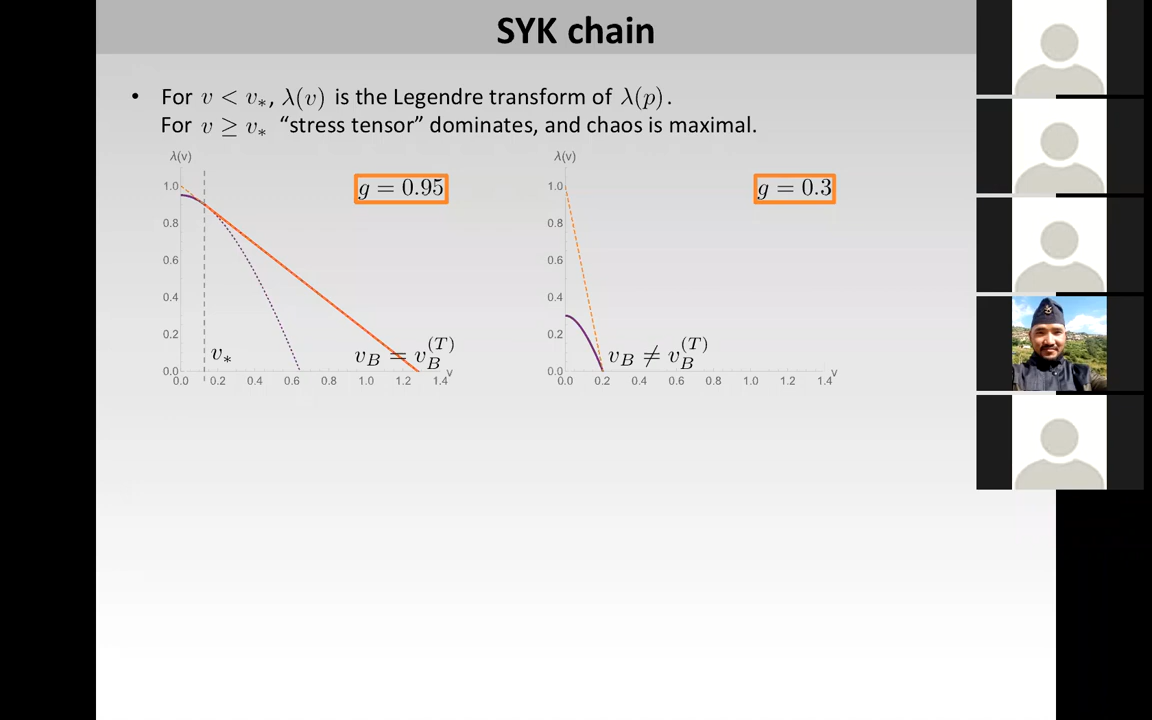 SYK chain
• For v < v_*, λ(v) is the Legendre transform of λ(p).
For v ≥ v_* “stress tensor” dominates, and chaos is maximal.
λ(v)
g = 0.95
1.0
0.8
0.6
0.4
0.2
0.0
v_*
v_B = v_B^(T)
0.0 0.2 0.4 0.6 0.8 1.0 1.2 1.4 v
λ(v)
g = 0.3
1.0
0.8
0.6
0.4
0.2
0.0
v_B ≠ v_B^(T)
0.0 0.2 0.4 0.6 0.8 1.0 1.2 1.4 v